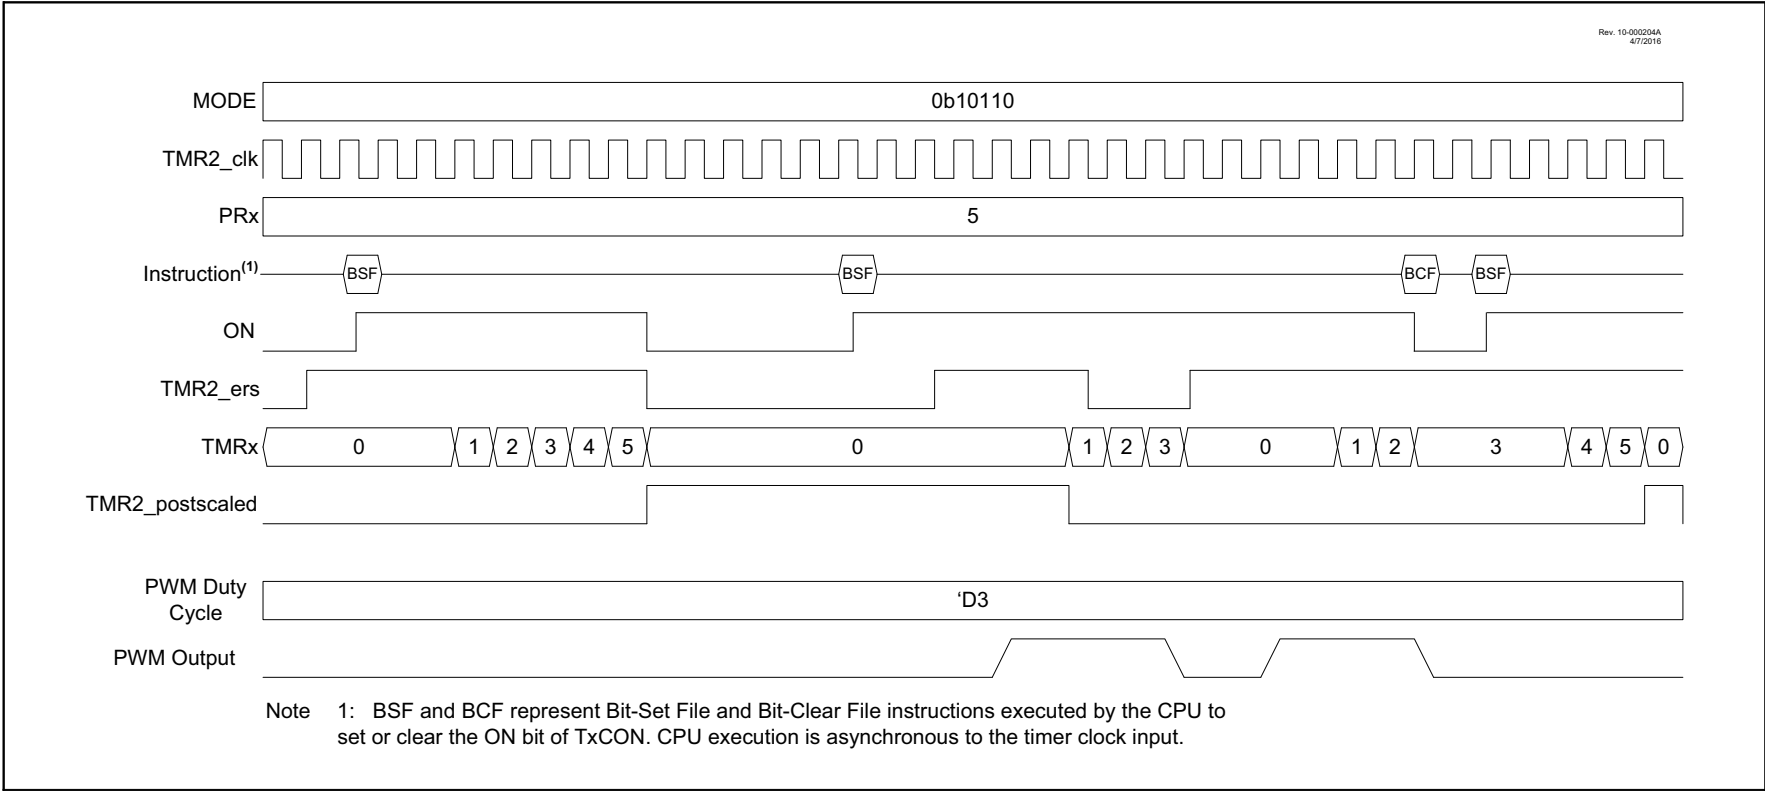 Rev. 10-000204A
4/7/2016
MODE 0b10110
TMR2_clk
PRx 5
Instruction(1) BSF BSF BCF BSF
ON
TMR2_ers
TMRx 0 1 2 3 4 5 0 1 2 3 0 1 2 3 4 5 0
TMR2_postscaled
PWM Duty
Cycle
‘D3
PWM Output
Note 1: BSF and BCF represent Bit-Set File and Bit-Clear File instructions executed by the CPU to
set or clear the ON bit of TxCON. CPU execution is asynchronous to the timer clock input.